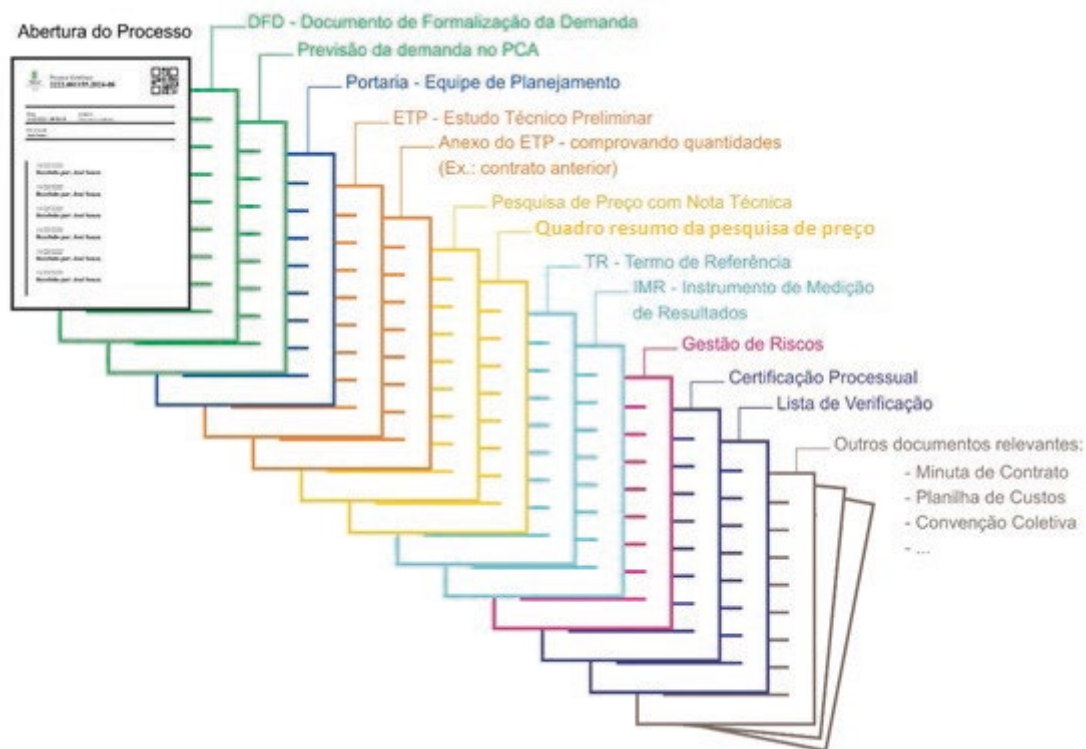 Abertura do Processo
DFD - Documento de Formalização da Demanda
Previsão da demanda no PCA
Portaria - Equipe de Planejamento
ETP - Estudo Técnico Preliminar
Anexo do ETP - comprovando quantidades
(Ex.: contrato anterior)
Pesquisa de Preço com Nota Técnica
Quadro resumo da pesquisa de preço
TR - Termo de Referência
IMR - Instrumento de Medição
de Resultados
Gestão de Riscos
Certificação Processual
Lista de Verificação
Outros documentos relevantes:
- Minuta de Contrato
- Planilha de Custos
- Convenção Coletiva
- ...